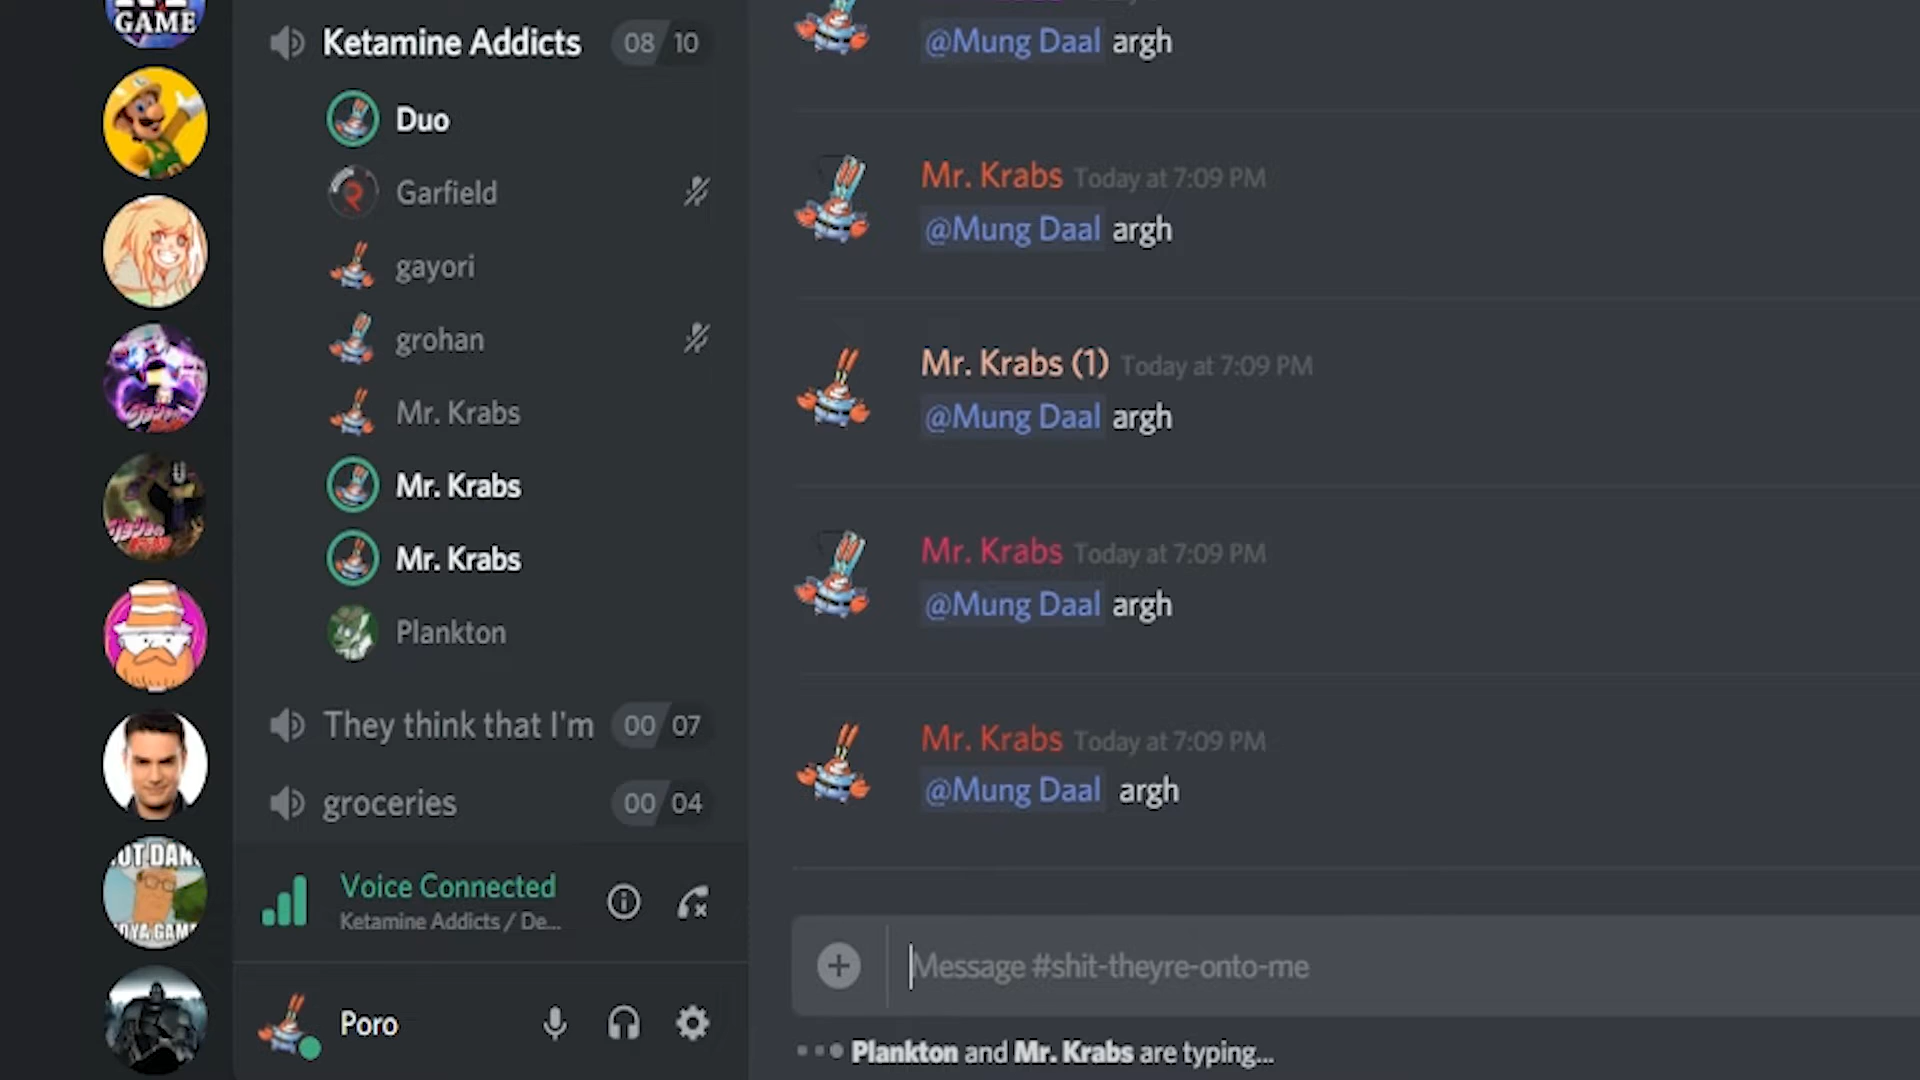 GAME
Ketamine Addicts 08 10
Duo
Garfield
gayori
grohan
Mr. Krabs
Mr. Krabs
Mr. Krabs
Plankton
They think that I'm 00 07
groceries 00 04
Voice Connected
Ketamine Addicts / De...
Poro
@Mung Daal argh
Mr. Krabs Today at 7:09 PM
@Mung Daal argh
Mr. Krabs (1) Today at 7:09 PM
@Mung Daal argh
Mr. Krabs Today at 7:09 PM
@Mung Daal argh
Mr. Krabs Today at 7:09 PM
@Mung Daal argh
Message #shit-theyre-onto-me
Plankton and Mr. Krabs are typing...